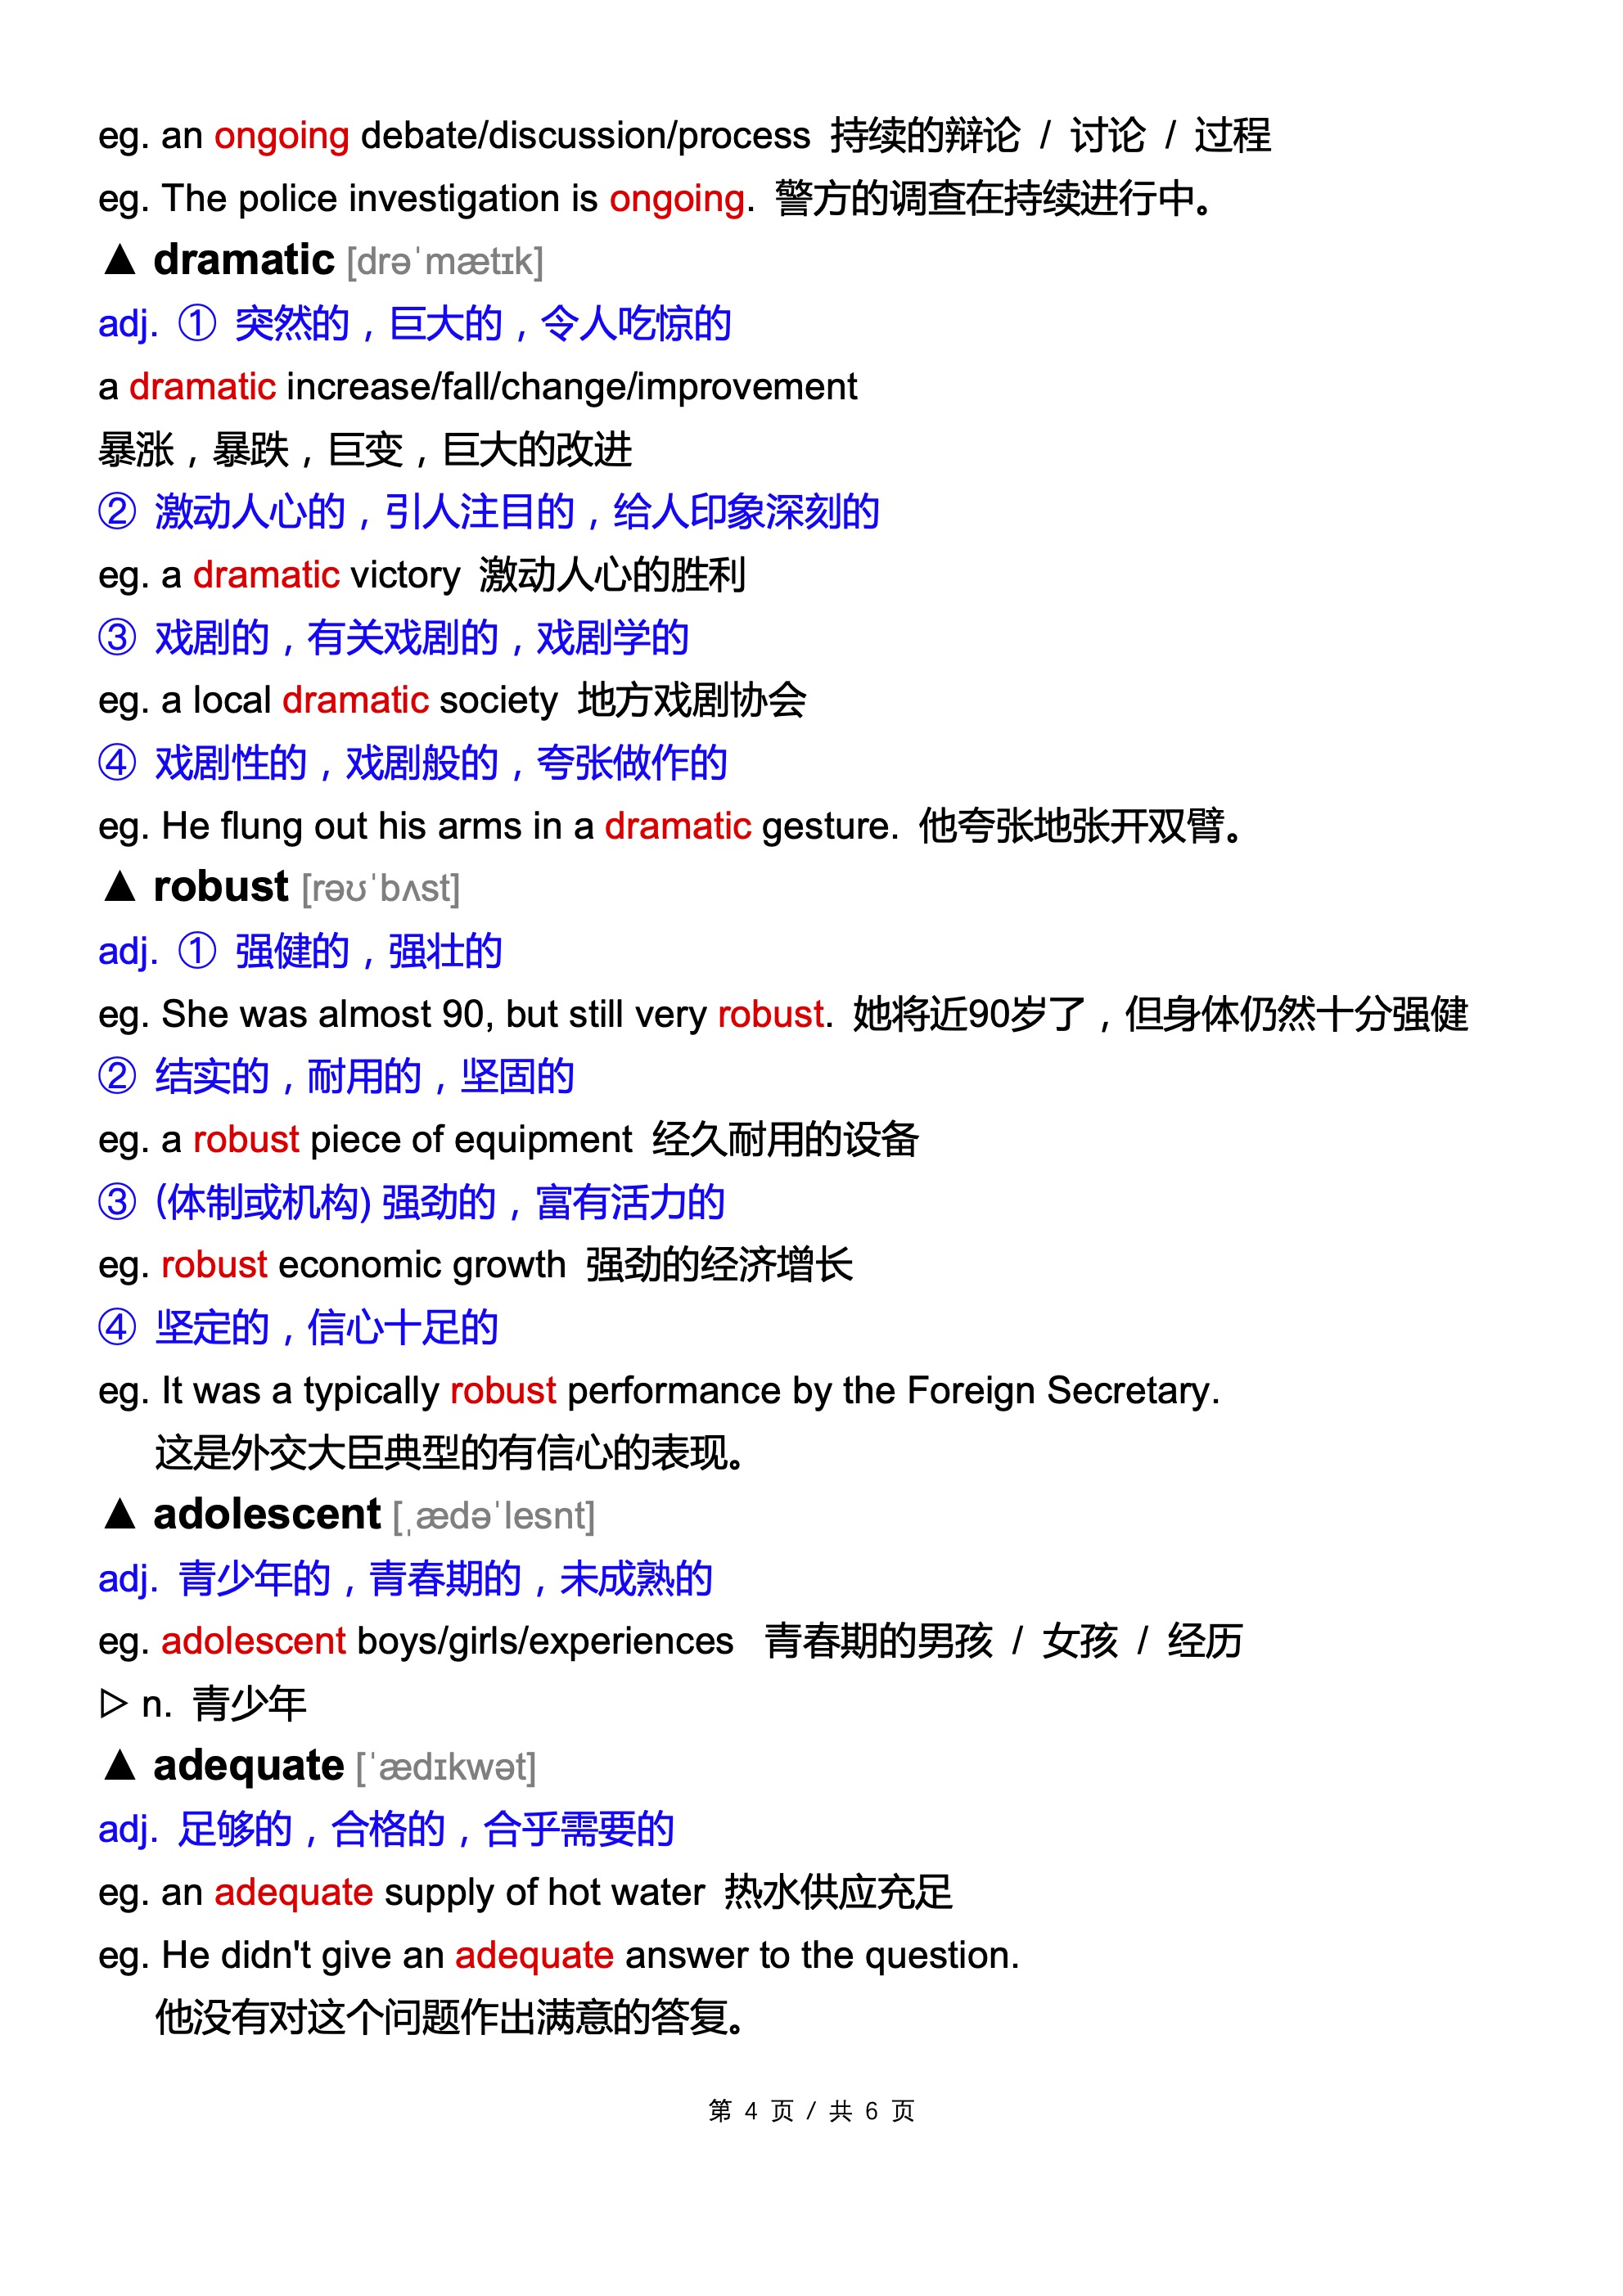 eg. an ongoing debate/discussion/process 持续的辩论 / 讨论 / 过程
eg. The police investigation is ongoing. 警方的调查在持续进行中。
▲ dramatic [drəˈmætɪk]
adj. ① 突然的，巨大的，令人吃惊的
a dramatic increase/fall/change/improvement
暴涨，暴跌，巨变，巨大的改进
② 激动人心的，引人注目的，给人印象深刻的
eg. a dramatic victory 激动人心的胜利
③ 戏剧的，有关戏剧的，戏剧学的
eg. a local dramatic society 地方戏剧协会
④ 戏剧性的，戏剧般的，夸张做作的
eg. He flung out his arms in a dramatic gesture. 他夸张地张开双臂。
▲ robust [rəʊˈbʌst]
adj. ① 强健的，强壮的
eg. She was almost 90, but still very robust. 她将近90岁了，但身体仍然十分强健
② 结实的，耐用的，坚固的
eg. a robust piece of equipment 经久耐用的设备
③ (体制或机构) 强劲的，富有活力的
eg. robust economic growth 强劲的经济增长
④ 坚定的，信心十足的
eg. It was a typically robust performance by the Foreign Secretary.
这是外交大臣典型的有信心的表现。
▲ adolescent [ˌædəˈlesnt]
adj. 青少年的，青春期的，未成熟的
eg. adolescent boys/girls/experiences 青春期的男孩 / 女孩 / 经历
▷ n. 青少年
▲ adequate [ˈædɪkwət]
adj. 足够的，合格的，合乎需要的
eg. an adequate supply of hot water 热水供应充足
eg. He didn't give an adequate answer to the question.
他没有对这个问题作出满意的答复。
第 4 页 / 共 6 页